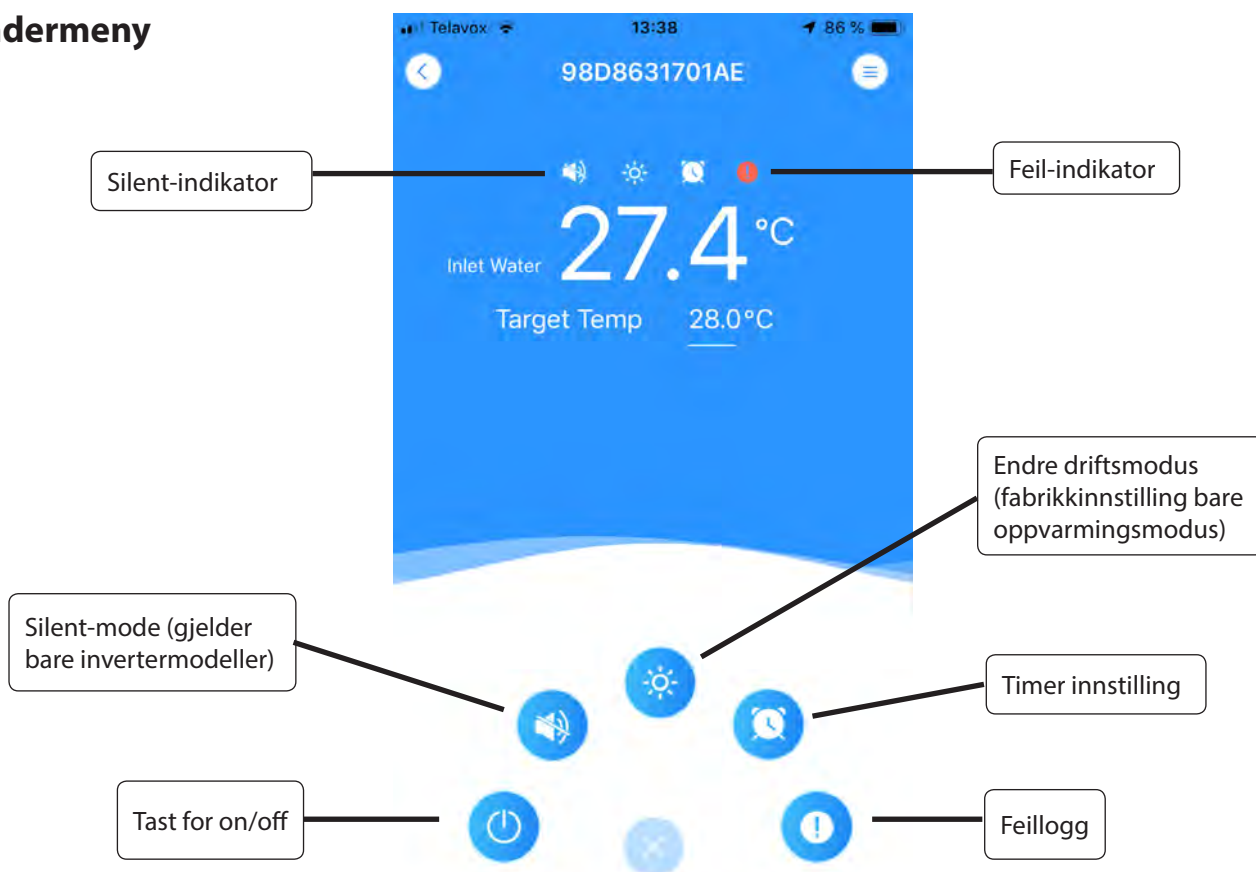 dermeny
Telavox 13:38 86 %
98D8631701AE
Silent-indikator
Feil-indikator
27.4 °C
Inlet Water
Target Temp 28.0°C
Endre driftsmodus
(fabrikkinnstilling bare
oppvarmingsmodus)
Silent-mode (gjelder
bare invertermodeller)
Timer innstilling
Tast for on/off
Feillogg